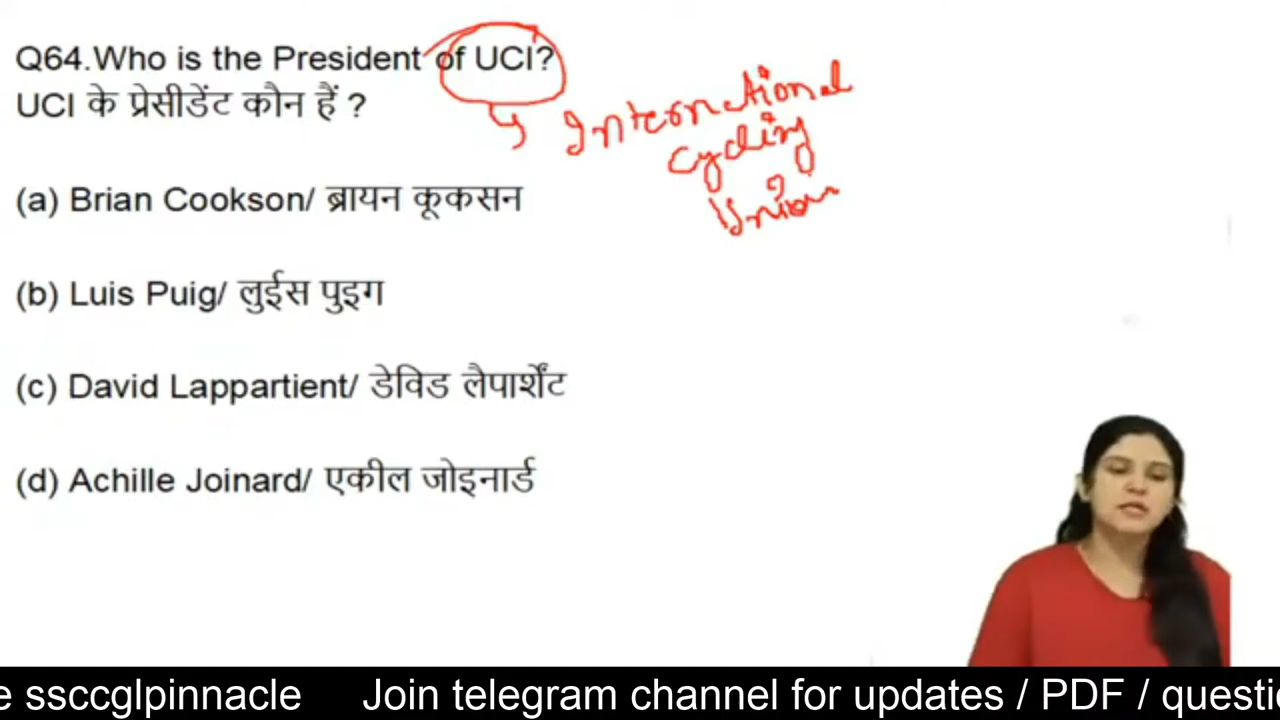 Q64.Who is the President of UCI?
UCI के प्रेसीडेंट कौन हैं ?
International
Cycling
Union
(a) Brian Cookson/ ब्रायन कूकसन
(b) Luis Puig/ लुईस पुइग
(c) David Lappartient/ डेविड लैपार्शेंट
(d) Achille Joinard/ एकील जोइनार्ड
e ssccglpinnacle Join telegram channel for updates / PDF / questi